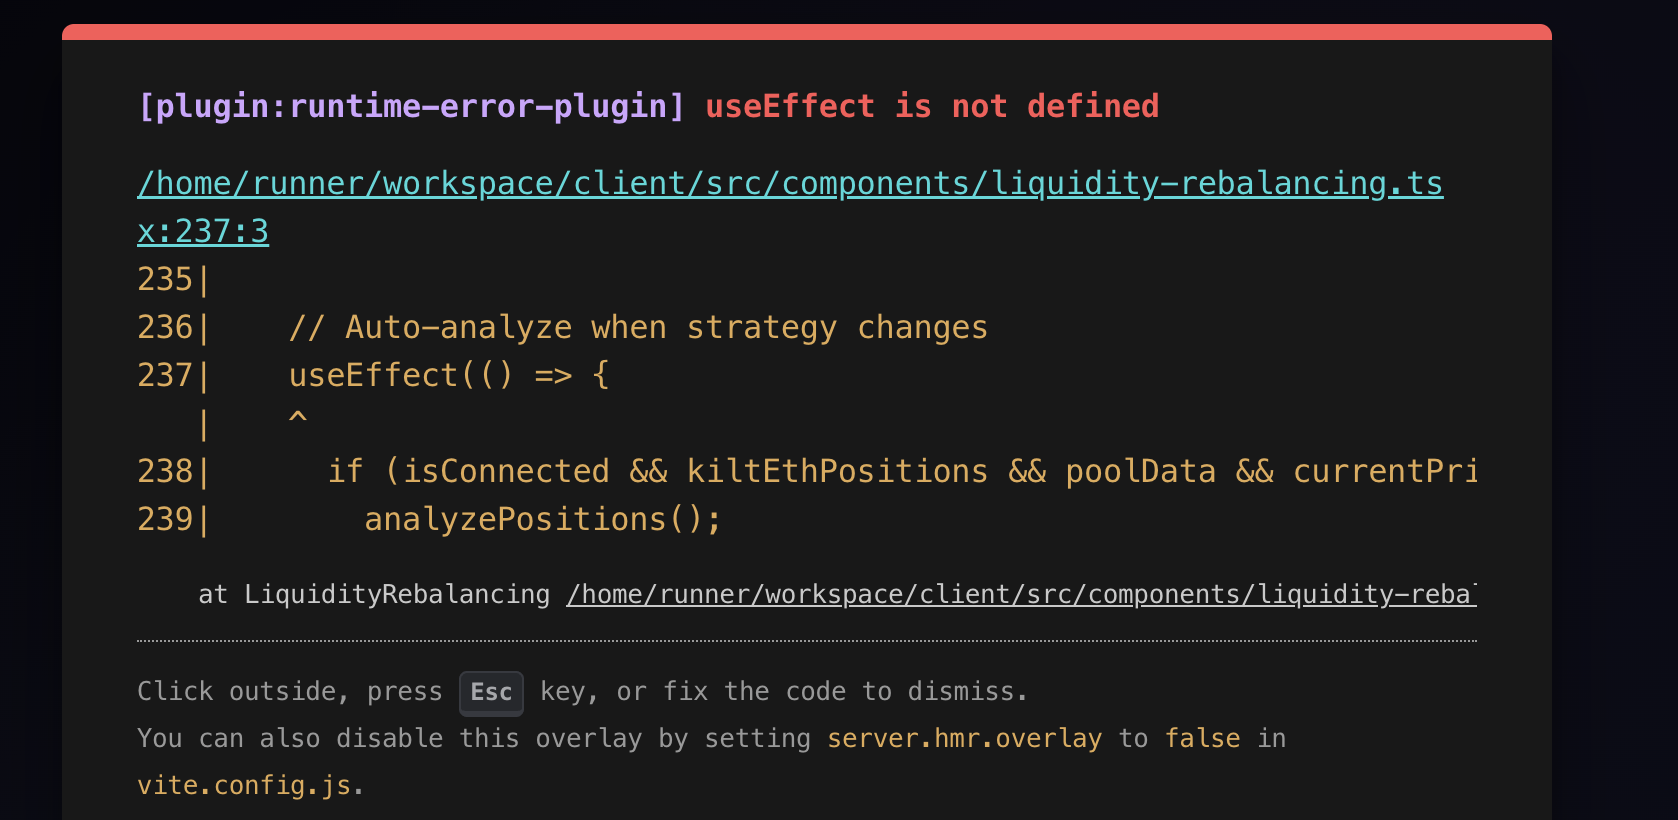 [plugin:runtime-error-plugin] useEffect is not defined
/home/runner/workspace/client/src/components/liquidity-rebalancing.ts
x:237:3
235|
236|    // Auto-analyze when strategy changes
237|    useEffect(() => {
   |    ^
238|      if (isConnected && kiltEthPositions && poolData && currentPri
239|        analyzePositions();
    at LiquidityRebalancing /home/runner/workspace/client/src/components/liquidity-reba
Click outside, press Esc key, or fix the code to dismiss.
You can also disable this overlay by setting server.hmr.overlay to false in
vite.config.js.